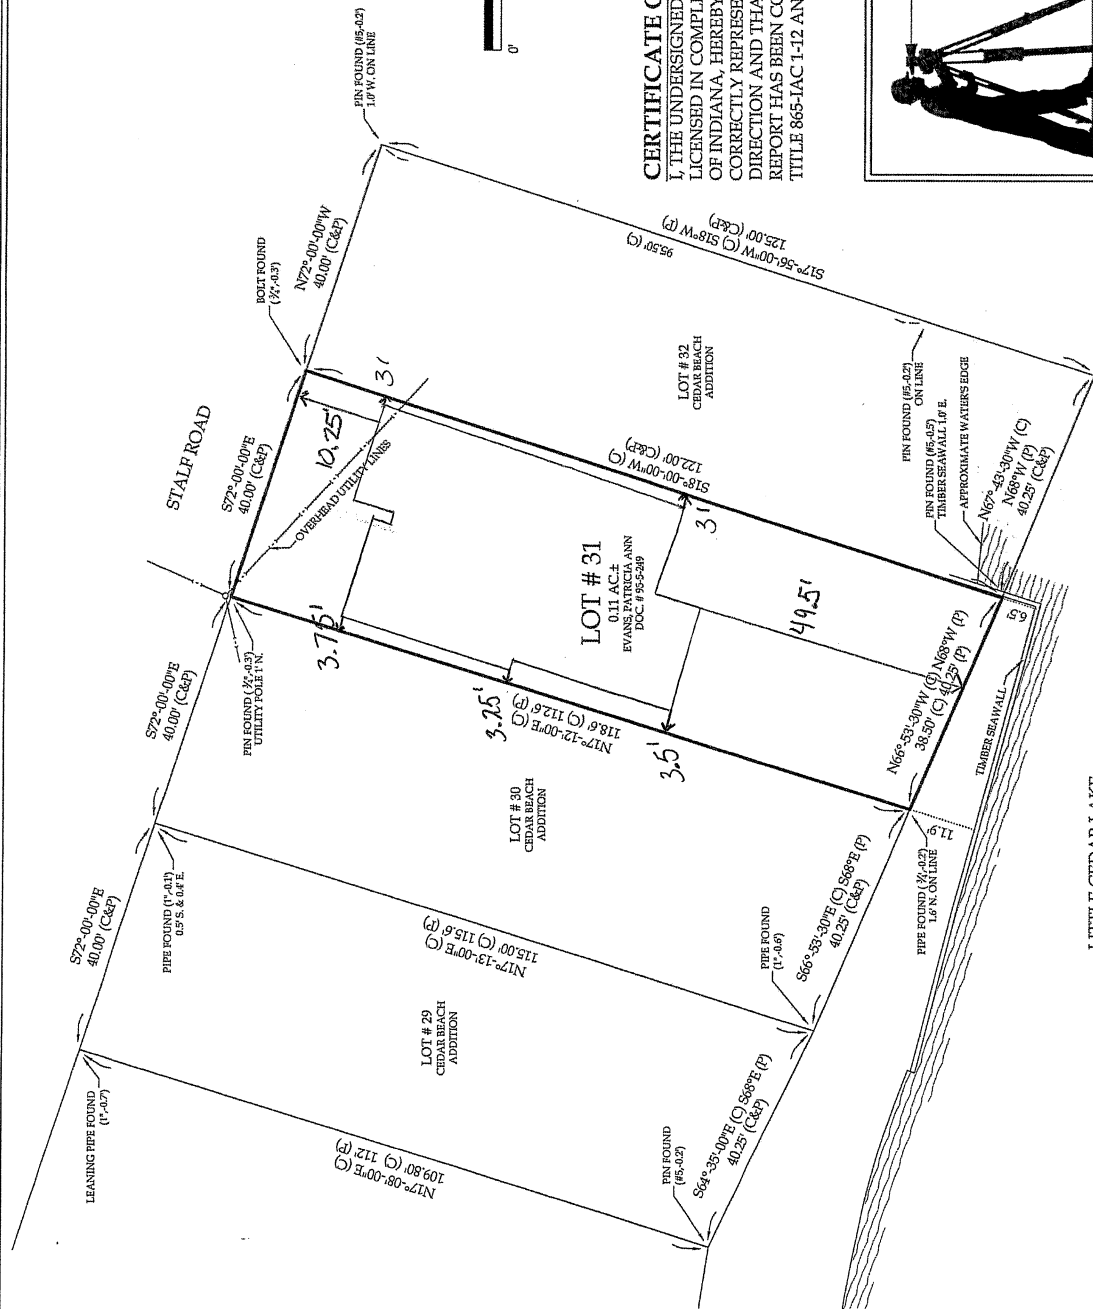 PIN FOUND (#5,-0.2')
1.0' W. ON LINE
0'
CERTIFICATE O
I, THE UNDERSIGNED
LICENSED IN COMPLI
OF INDIANA, HEREBY
CORRECTLY REPRESE
DIRECTION AND THA
REPORT HAS BEEN CO
TITLE 865-IAC 1-12 AN
BOLT FOUND
(¾",-0.3')
N72°-00'-00"W
40.00' (C&P)
STALF ROAD
S72°-00'-00"E
40.00' (C&P)
10.25'
3'
OVERHEAD UTILITY LINES
S17°-56'-00"W (C) S18°W (P)
125.00' (C&P)
95.50' (C)
LOT # 32
CEDAR BEACH
ADDITION
S18°-00'-00"W (C)
122.00' (C&P)
3'
LOT # 31
0.11 AC.±
EVANS, PATRICIA ANN
DOC. # 95-5-249
49.5'
3.75'
3.25'
3.5'
PIN FOUND (#5,-0.2')
ON LINE
PIN FOUND (#5,-0.5')
TIMBER SEAWALL 1.0' E.
APPROXIMATE WATER'S EDGE
N67°-43'-30"W (C)
N68°W (P)
40.25' (C&P)
S72°-00'-00"E
40.00' (C&P)
PIN FOUND (¾",-0.3')
UTILITY POLE 1' N.
N17°-12'-00"E (C)
118.6' (C) 112.6' (P)
N66°-53'-30"W (C) N68°W (P)
38.50' (C) 40.25' (P)
6.5'
TIMBER SEAWALL
11.9'
LOT # 30
CEDAR BEACH
ADDITION
S72°-00'-00"E
40.00' (C&P)
PIPE FOUND (1",-0.1')
0.5' S. & 0.4' E.
N17°-13'-00"E (C)
115.00' (C) 115.6' (P)
PIPE FOUND
(1",-0.6')
S66°-53'-30"E (C) S68°E (P)
40.25' (C&P)
PIPE FOUND (¾",-0.2')
1.6' N. ON LINE
LOT # 29
CEDAR BEACH
ADDITION
LEANING PIPE FOUND
(1",-0.7')
N17°-08'-00"E (C)
109.80' (C) 112' (P)
PIN FOUND
(#5,-0.2')
S64°-35'-00"E (C) S68°E (P)
40.25' (C&P)
LITTLE CEDAR LAKE